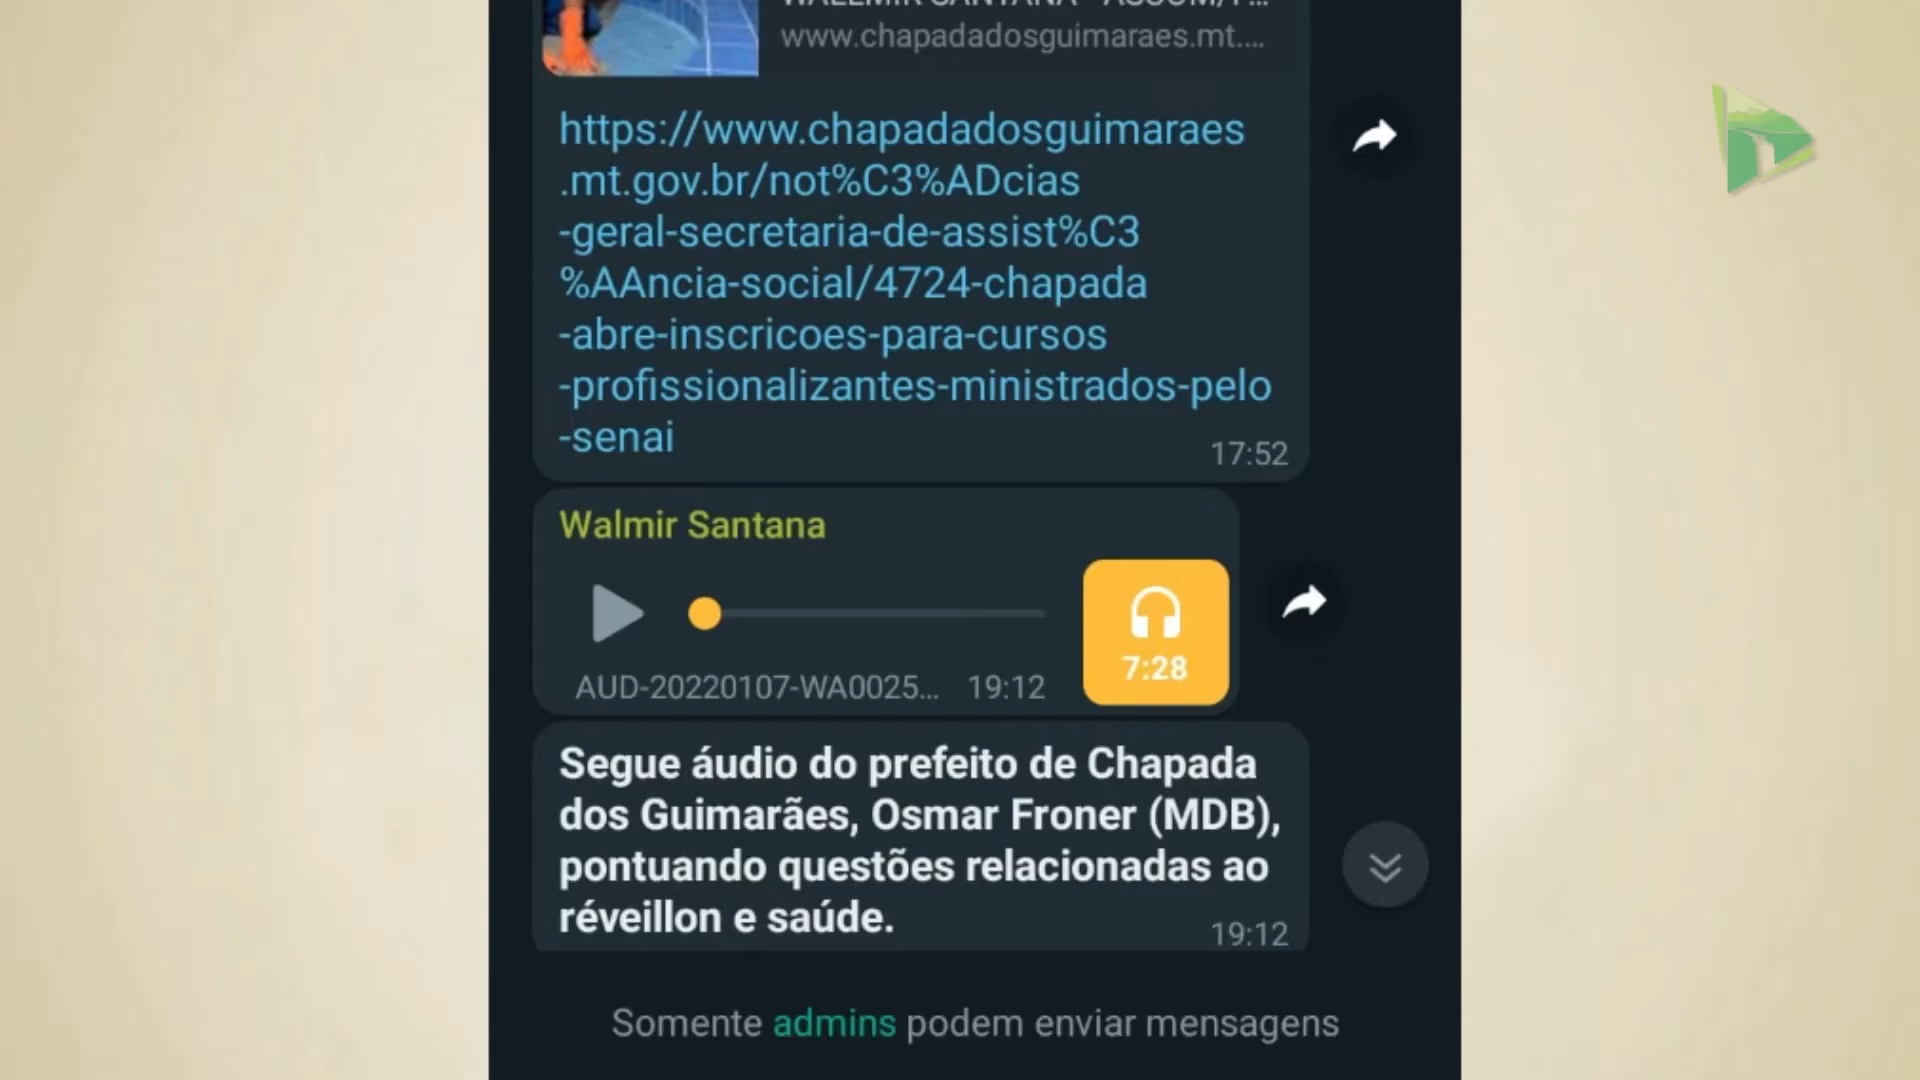 www.chapadadosguimaraes.mt....
https://www.chapadadosguimaraes
.mt.gov.br/not%C3%ADcias
-geral-secretaria-de-assist%C3
%AAncia-social/4724-chapada
-abre-inscricoes-para-cursos
-profissionalizantes-ministrados-pelo
-senai
17:52
Walmir Santana
7:28
AUD-20220107-WA0025... 19:12
Segue áudio do prefeito de Chapada
dos Guimarães, Osmar Froner (MDB),
pontuando questões relacionadas ao
réveillon e saúde.
19:12
Somente admins podem enviar mensagens